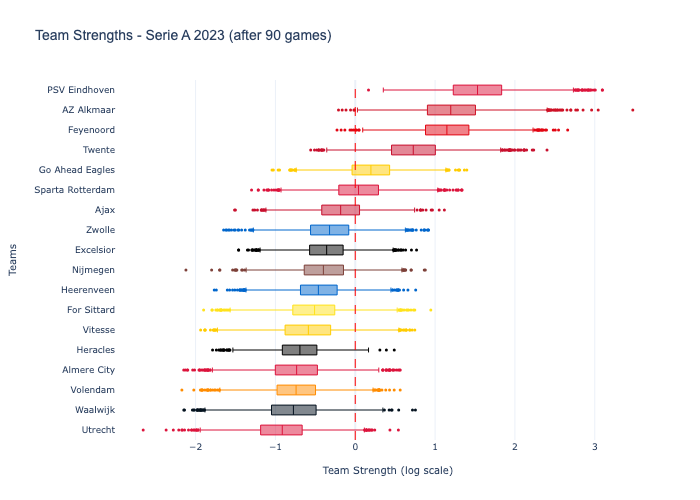 Team Strengths - Serie A 2023 (after 90 games)
PSV Eindhoven
AZ Alkmaar
Feyenoord
Twente
Go Ahead Eagles
Sparta Rotterdam
Ajax
Zwolle
Excelsior
Nijmegen
Heerenveen
For Sittard
Vitesse
Heracles
Almere City
Volendam
Waalwijk
Utrecht
Teams
−2 −1 0 1 2 3
Team Strength (log scale)